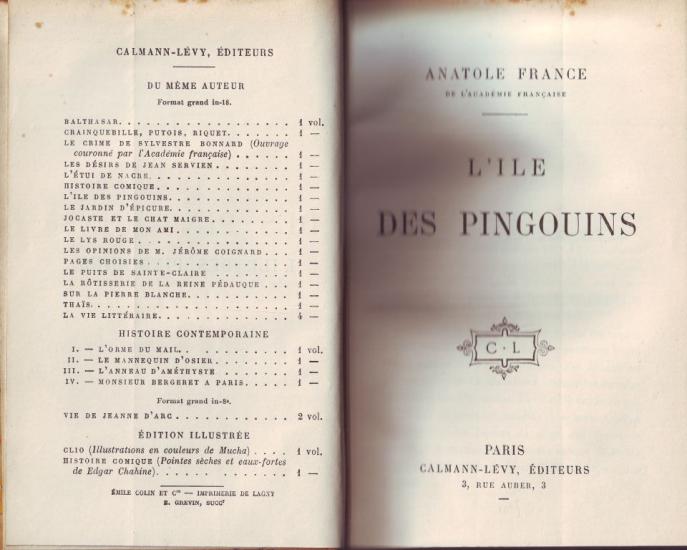 CALMANN-LÉVY, ÉDITEURS
DU MÊME AUTEUR
Format grand in-18.
BALTHASAR. . . . . . . . . . . . . . . . . 1 vol.
CRAINQUEBILLE, PUTOIS, RIQUET. . . . . . . 1 —
LE CRIME DE SYLVESTRE BONNARD (Ouvrage
couronné par l'Académie française) . . . . . . 1 —
LES DÉSIRS DE JEAN SERVIEN . . . . . . . . 1 —
L'ÉTUI DE NACRE. . . . . . . . . . . . . . 1 —
HISTOIRE COMIQUE. . . . . . . . . . . . . 1 —
L'ILE DES PINGOUINS. . . . . . . . . . . . 1 —
LE JARDIN D'ÉPICURE. . . . . . . . . . . . 1 —
JOCASTE ET LE CHAT MAIGRE. . . . . . . . . 1 —
LE LIVRE DE MON AMI . . . . . . . . . . . 1 —
LE LYS ROUGE . . . . . . . . . . . . . . . 1 —
LES OPINIONS DE M. JÉRÔME COIGNARD . . . 1 —
PAGES CHOISIES . . . . . . . . . . . . . . 1 —
LE PUITS DE SAINTE-CLAIRE . . . . . . . . 1 —
LA RÔTISSERIE DE LA REINE PÉDAUQUE . . . 1 —
SUR LA PIERRE BLANCHE. . . . . . . . . . . 1 —
THAÏS. . . . . . . . . . . . . . . . . . . 1 —
LA VIE LITTÉRAIRE. . . . . . . . . . . . . 4 —
HISTOIRE CONTEMPORAINE
I. — L'ORME DU MAIL. . . . . . . . . . . 1 vol.
II. — LE MANNEQUIN D'OSIER . . . . . . . . 1 —
III. — L'ANNEAU D'AMÉTHYSTE . . . . . . . 1 —
IV. — MONSIEUR BERGERET A PARIS. . . . . 1 —
Format grand in-8º.
VIE DE JEANNE D'ARC . . . . . . . . . . . . 2 vol.
ÉDITION ILLUSTRÉE
CLIO (Illustrations en couleurs de Mucha) . . . . 1 vol.
HISTOIRE COMIQUE (Pointes sèches et eaux-fortes
de Edgar Chahine). . . . . . . . . . . . . 1 —
ÉMILE COLIN ET Cie — IMPRIMERIE DE LAGNY
E. GREVIN, SUCCr
ANATOLE FRANCE
DE L'ACADÉMIE FRANÇAISE
L'ILE
DES PINGOUINS
C · L
PARIS
CALMANN-LÉVY, ÉDITEURS
3, RUE AUBER, 3